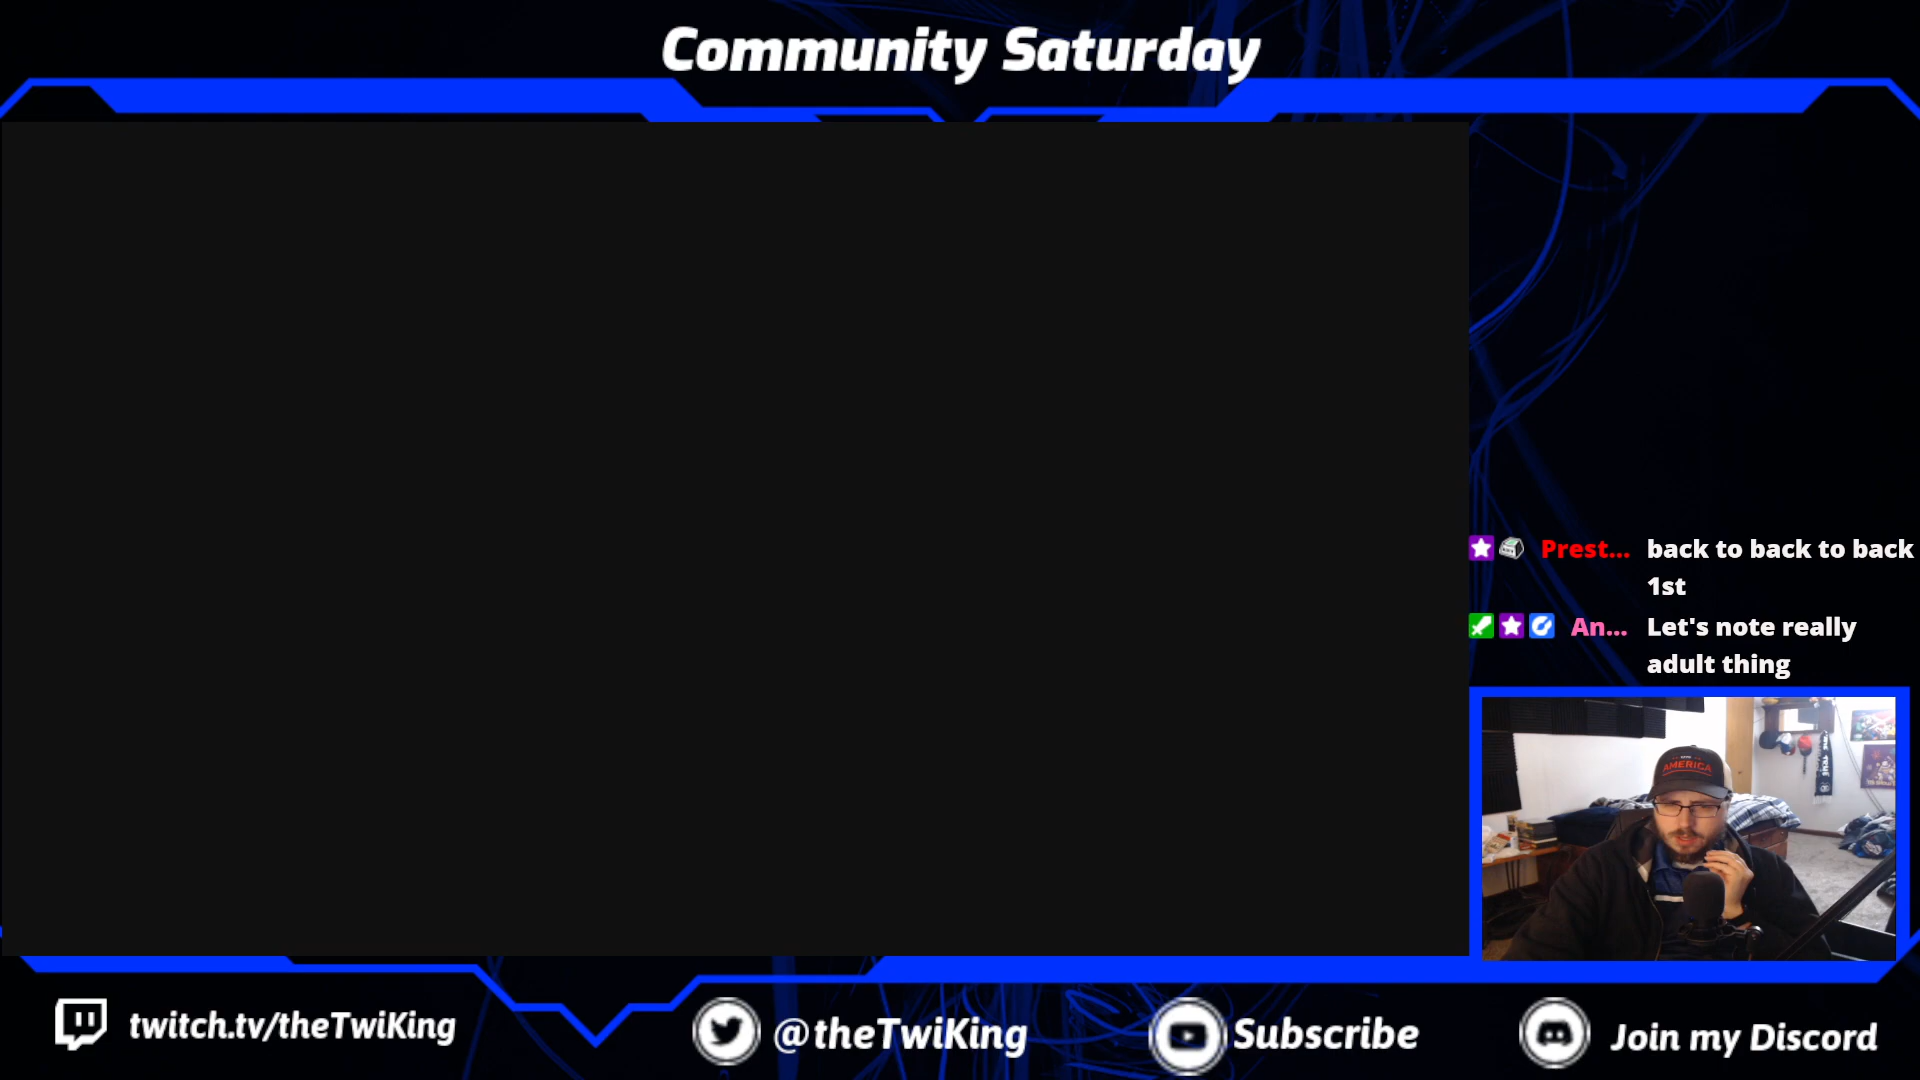 Community Saturday
Prest... back to back to back
1st
An... Let's note really
adult thing
AMERICA
twitch.tv/theTwiKing
@theTwiKing
Subscribe
Join my Discord